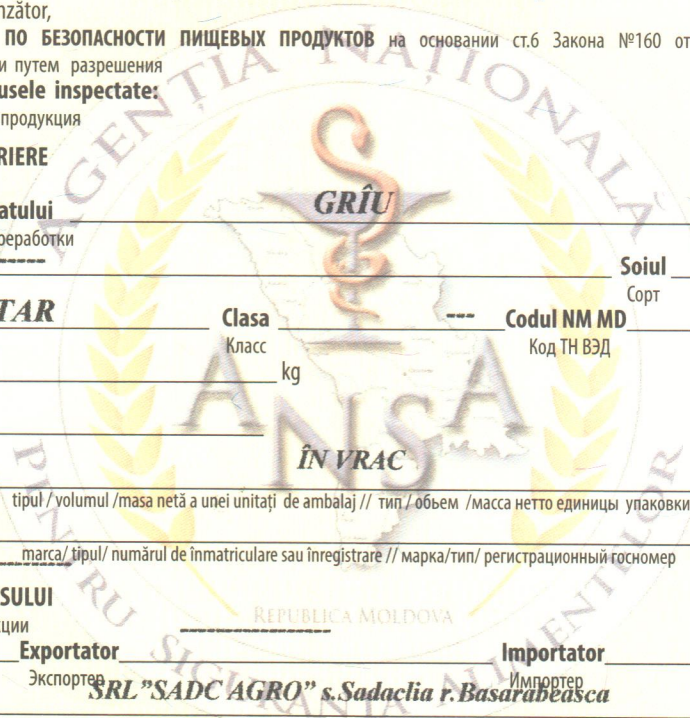 nzător,
ПО БЕЗОПАСНОСТИ ПИЩЕВЫХ ПРОДУКТОВ на основании ст.6 Закона №160 от
и путем разрешения
usele inspectate:
продукция
RIERE
atului GRÎU
реработки
----- Soiul
Сорт
TAR Clasa --- Codul NM MD
Класс Код ТН ВЭД
kg
ÎN VRAC
tipul / volumul /masa netă a unei unitați de ambalaj // тип / обьем /масса нетто единицы упаковки
marca/ tipul/ numărul de înmatriculare sau înregistrare // марка/тип/ регистрационный госномер
SULUI
ции
Exportator Importator
Экспортер Импортер
SRL"SADC AGRO" s.Sadaclia r.Basarabeasca
AGENȚIA NAȚIONALĂ
PENTRU SIGURANȚA ALIMENTELOR
ANSA
REPUBLICA MOLDOVA